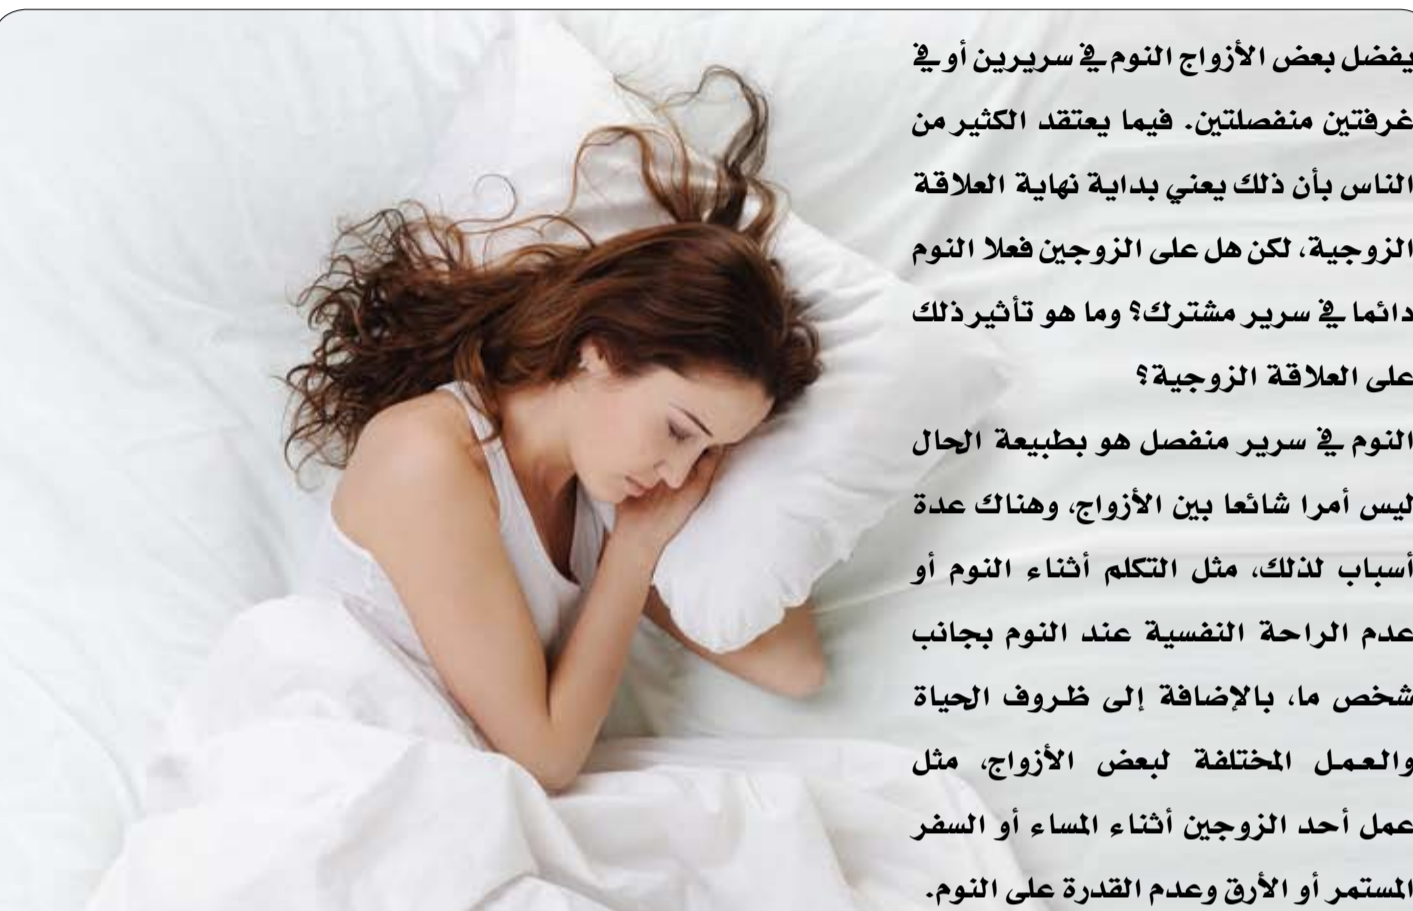 يفضل بعض الأزواج النوم في سريرين أو في
غرفتين منفصلتين. فيما يعتقد الكثير من
الناس بأن ذلك يعني بداية نهاية العلاقة
الزوجية، لكن هل على الزوجين فعلا النوم
دائما في سرير مشترك؟ وما هو تأثير ذلك
على العلاقة الزوجية؟
النوم في سرير منفصل هو بطبيعة الحال
ليس أمرا شائعا بين الأزواج، وهناك عدة
أسباب لذلك، مثل التكلم أثناء النوم أو
عدم الراحة النفسية عند النوم بجانب
شخص ما، بالإضافة إلى ظروف الحياة
والعمل المختلفة لبعض الأزواج، مثل
عمل أحد الزوجين أثناء المساء أو السفر
المستمر أو الأرق وعدم القدرة على النوم.